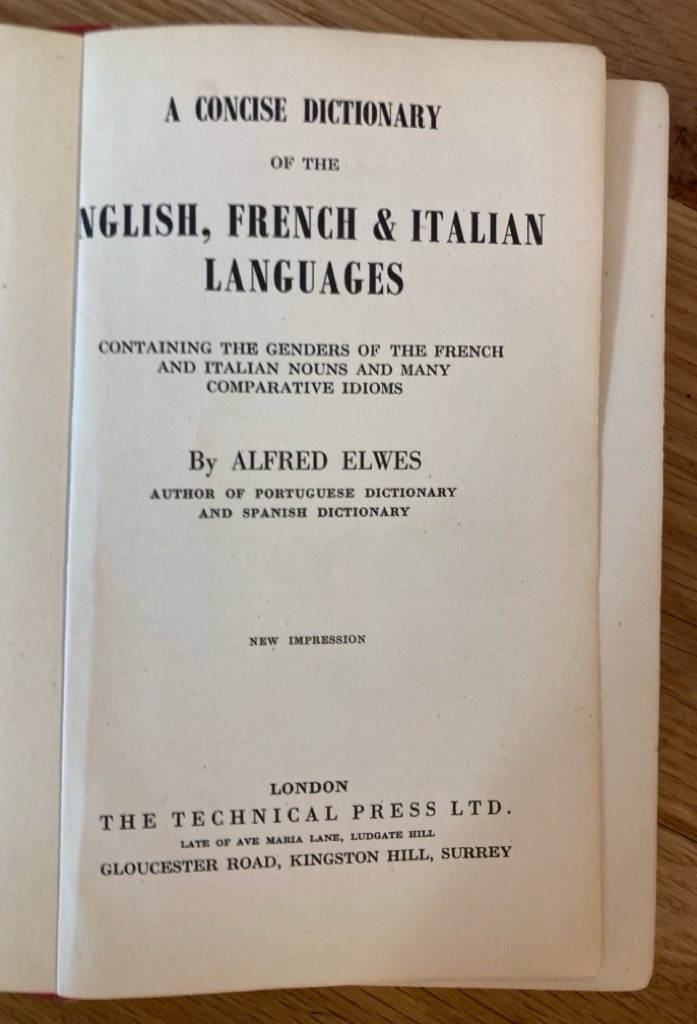 A CONCISE DICTIONARY
OF THE
NGLISH, FRENCH & ITALIAN
LANGUAGES
CONTAINING THE GENDERS OF THE FRENCH
AND ITALIAN NOUNS AND MANY
COMPARATIVE IDIOMS
By ALFRED ELWES
AUTHOR OF PORTUGUESE DICTIONARY
AND SPANISH DICTIONARY
NEW IMPRESSION
LONDON
THE TECHNICAL PRESS LTD.
LATE OF AVE MARIA LANE, LUDGATE HILL
GLOUCESTER ROAD, KINGSTON HILL, SURREY